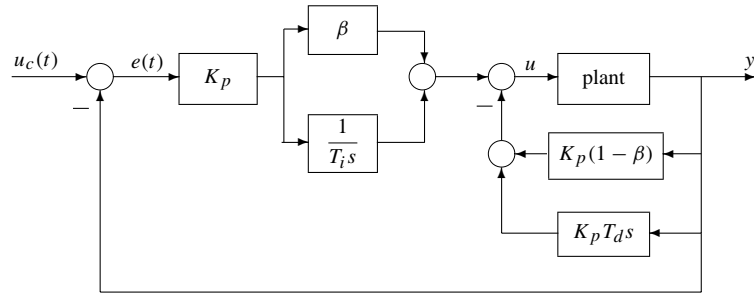 β
u_c(t) e(t) K_p u plant y
−
−
1
T_i s
K_p(1 − β)
K_p T_d s